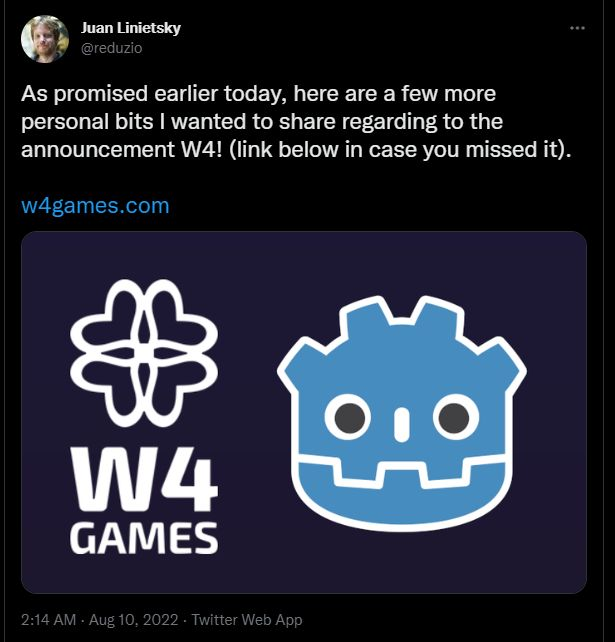 Juan Linietsky
@reduzio
As promised earlier today, here are a few more
personal bits I wanted to share regarding to the
announcement W4! (link below in case you missed it).
w4games.com
W4
GAMES
2:14 AM · Aug 10, 2022 · Twitter Web App